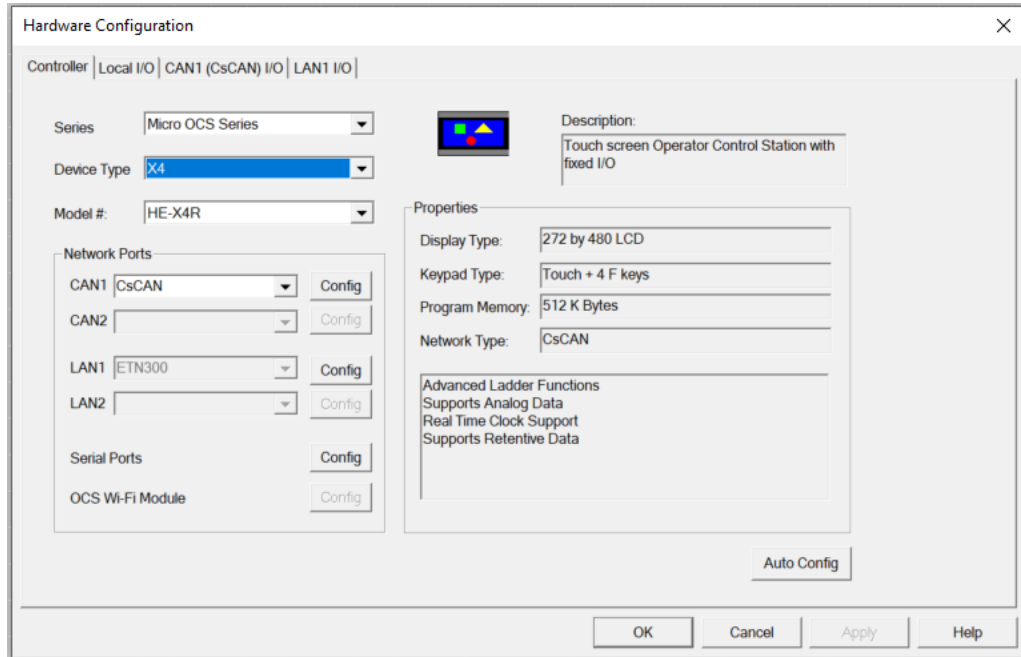 Hardware Configuration
Controller Local I/O CAN1 (CsCAN) I/O LAN1 I/O
Series Micro OCS Series
Device Type X4
Model #: HE-X4R
Network Ports
CAN1 CsCAN Config
CAN2 Config
LAN1 ETN300 Config
LAN2 Config
Serial Ports Config
OCS Wi-Fi Module Config
Description:
Touch screen Operator Control Station with
fixed I/O
Properties
Display Type: 272 by 480 LCD
Keypad Type: Touch + 4 F keys
Program Memory: 512 K Bytes
Network Type: CsCAN
Advanced Ladder Functions
Supports Analog Data
Real Time Clock Support
Supports Retentive Data
Auto Config
OK Cancel Apply Help